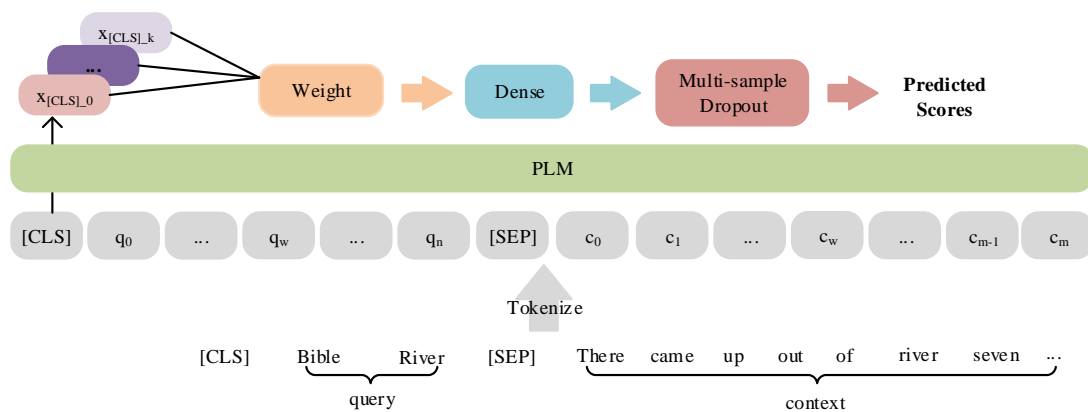 x[CLS]_k
...
x[CLS]_0
Weight
Dense
Multi-sample
Dropout
Predicted
Scores
PLM
[CLS] q0 ... qw ... qn [SEP] c0 c1 ... cw ... cm-1 cm
Tokenize
[CLS] Bible River [SEP] There came up out of river seven ...
query context